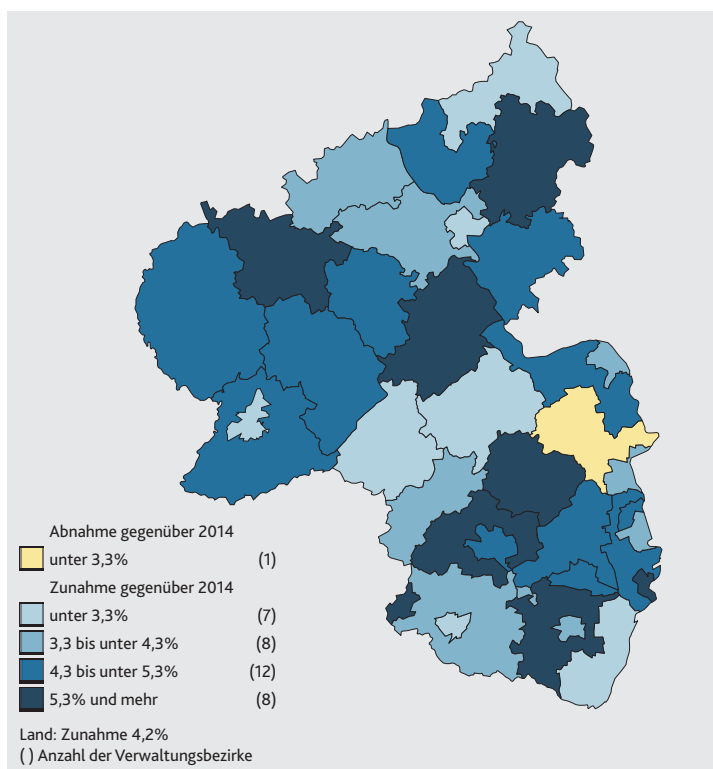 Abnahme gegenüber 2014
unter 3,3% (1)
Zunahme gegenüber 2014
unter 3,3% (7)
3,3 bis unter 4,3% (8)
4,3 bis unter 5,3% (12)
5,3% und mehr (8)
Land: Zunahme 4,2%
( ) Anzahl der Verwaltungsbezirke